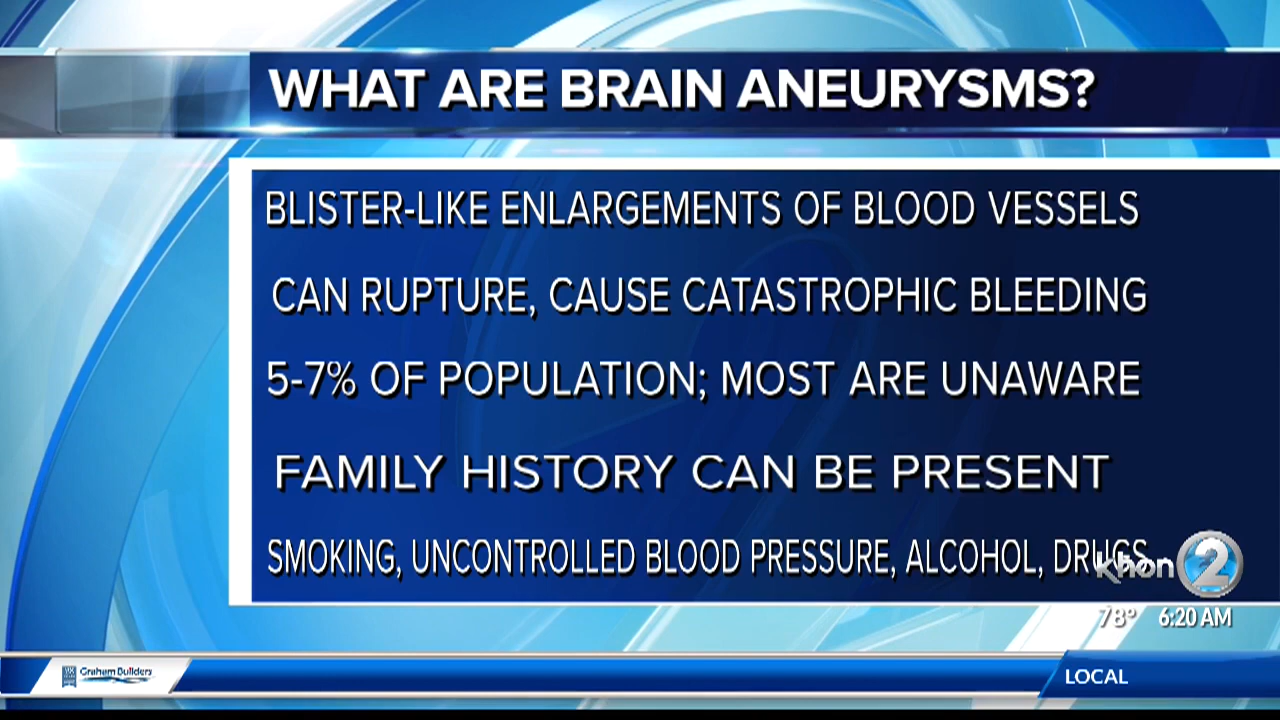 WHAT ARE BRAIN ANEURYSMS?
BLISTER-LIKE ENLARGEMENTS OF BLOOD VESSELS
CAN RUPTURE, CAUSE CATASTROPHIC BLEEDING
5-7% OF POPULATION; MOST ARE UNAWARE
FAMILY HISTORY CAN BE PRESENT
SMOKING, UNCONTROLLED BLOOD PRESSURE, ALCOHOL, DRUGS
khon 2
78° 6:20 AM
Graham Builders
LOCAL